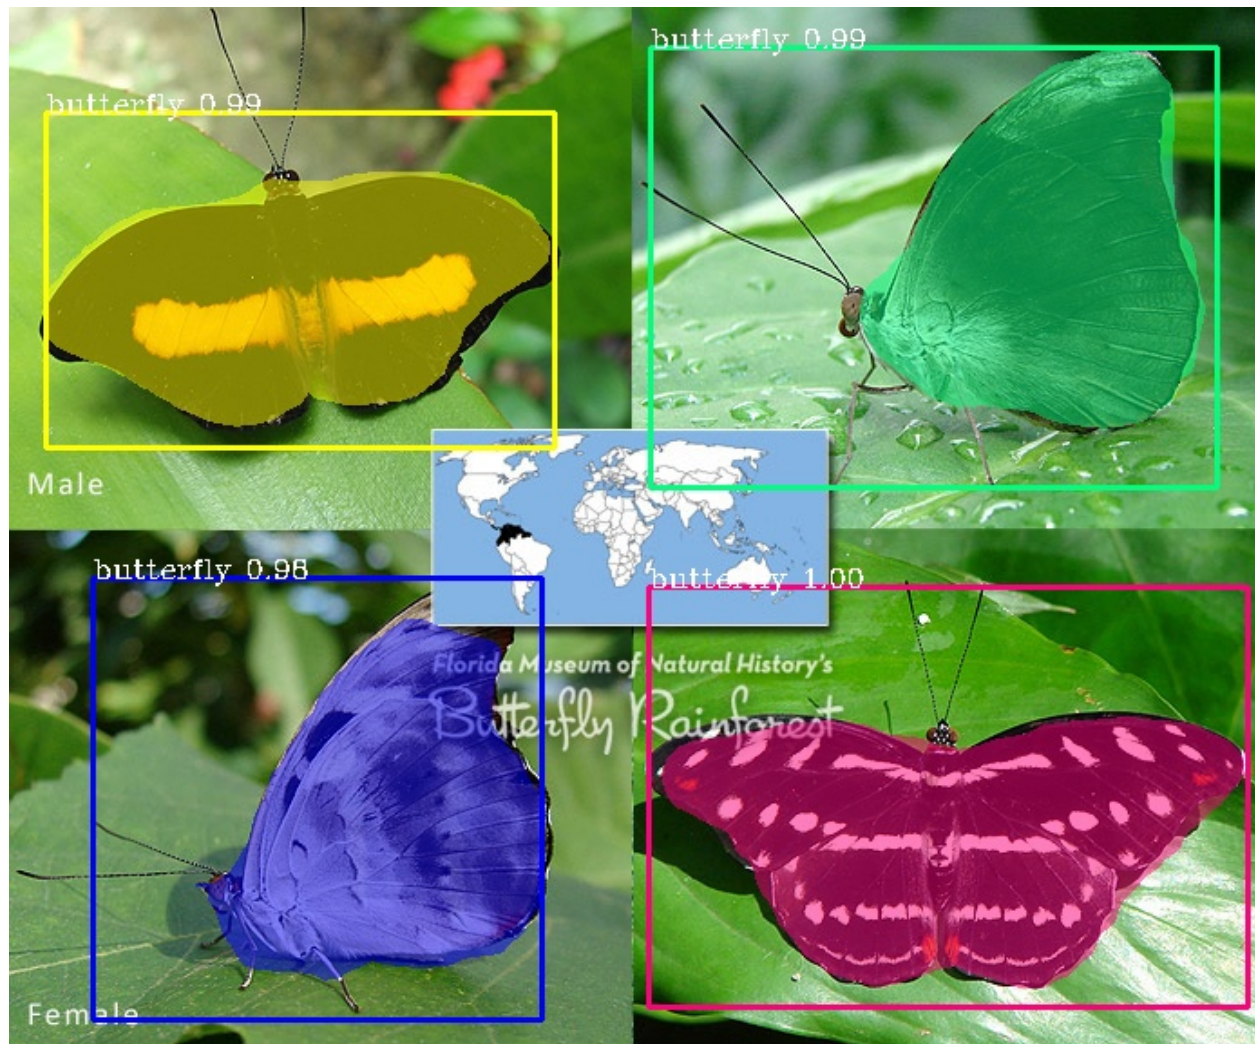 butterfly 0.99
butterfly 0.99
Male
butterfly 0.98
butterfly 1.00
Florida Museum of Natural History's
Butterfly Rainforest
Female